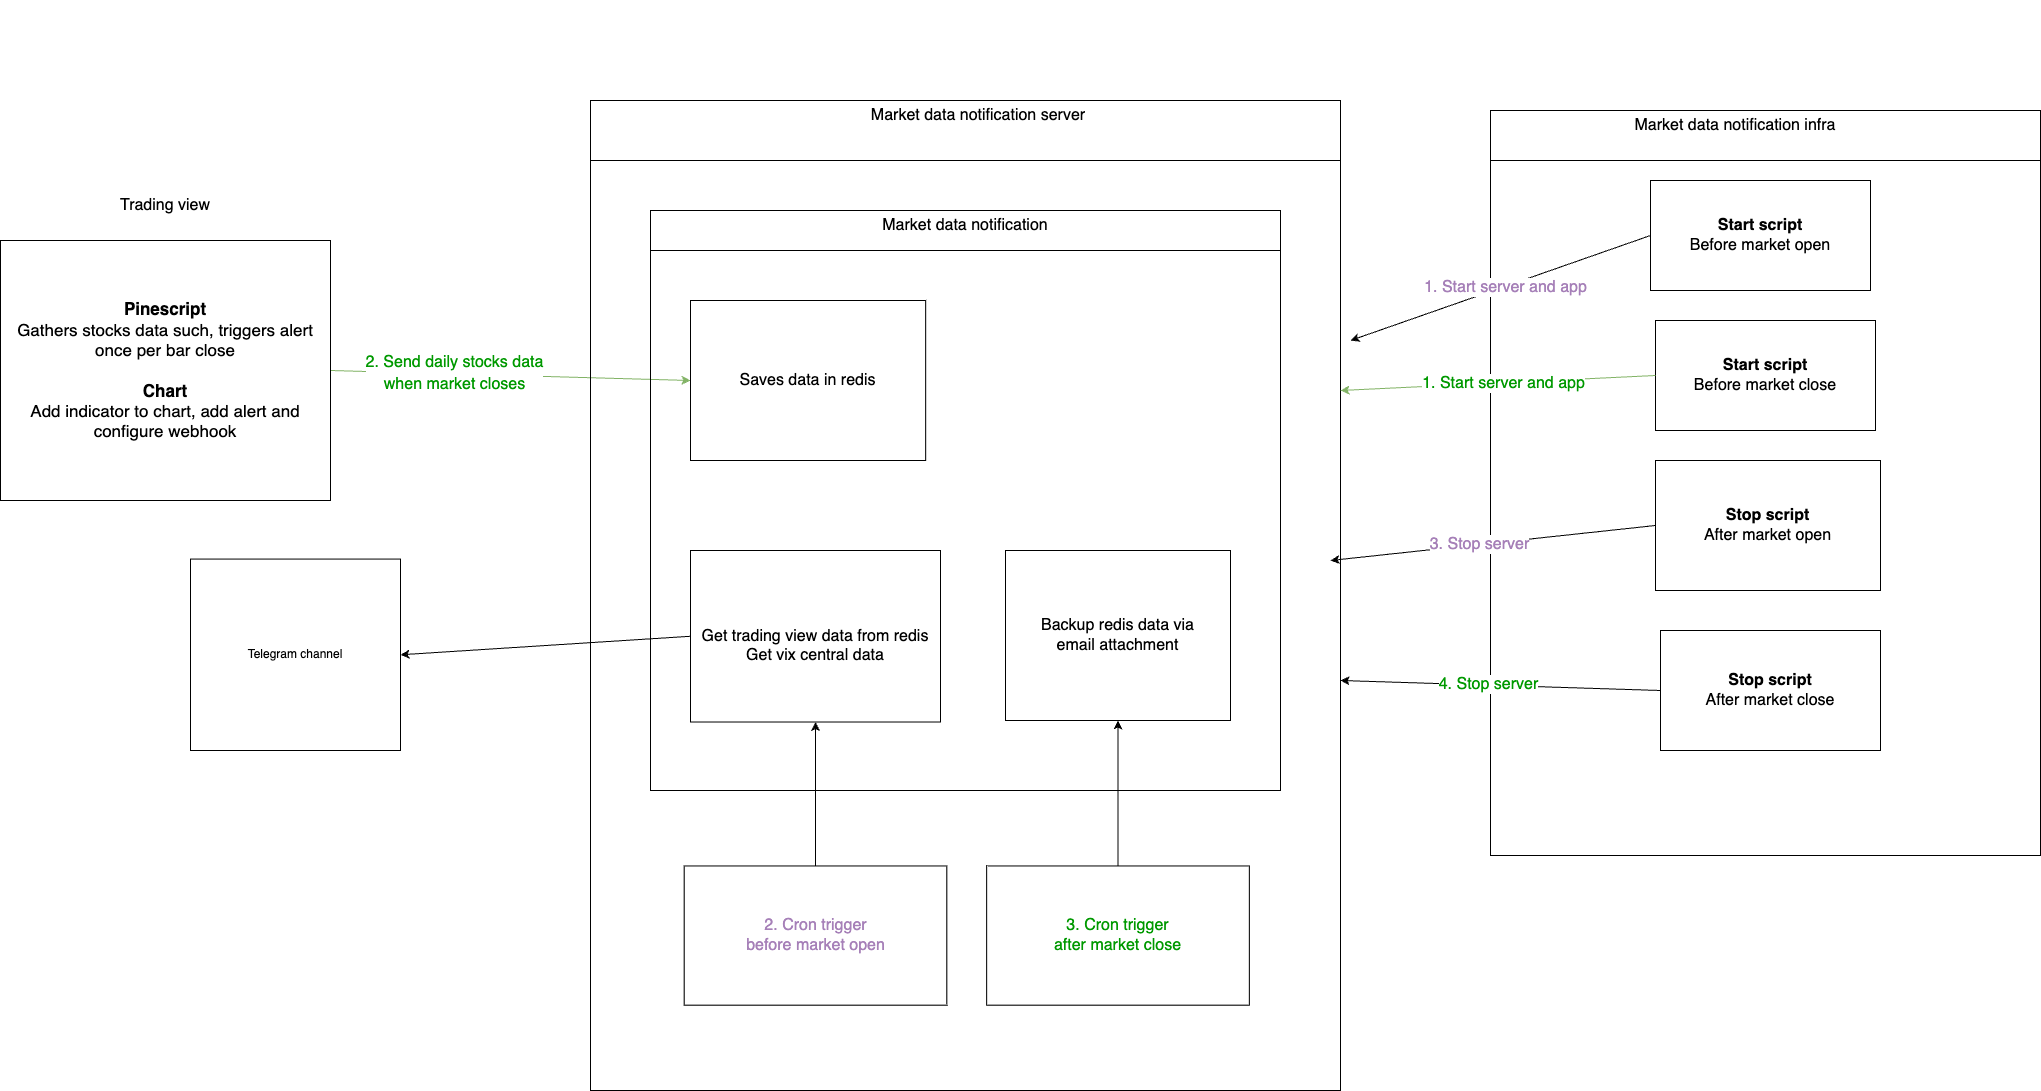 Trading view
Pinescript
Gathers stocks data such, triggers alert
once per bar close
Chart
Add indicator to chart, add alert and
configure webhook
2. Send daily stocks data
when market closes
Telegram channel
Market data notification server
Market data notification
Saves data in redis
Get trading view data from redis
Get vix central data
Backup redis data via
email attachment
2. Cron trigger
before market open
3. Cron trigger
after market close
1. Start server and app
1. Start server and app
3. Stop server
4. Stop server
Market data notification infra
Start script
Before market open
Start script
Before market close
Stop script
After market open
Stop script
After market close